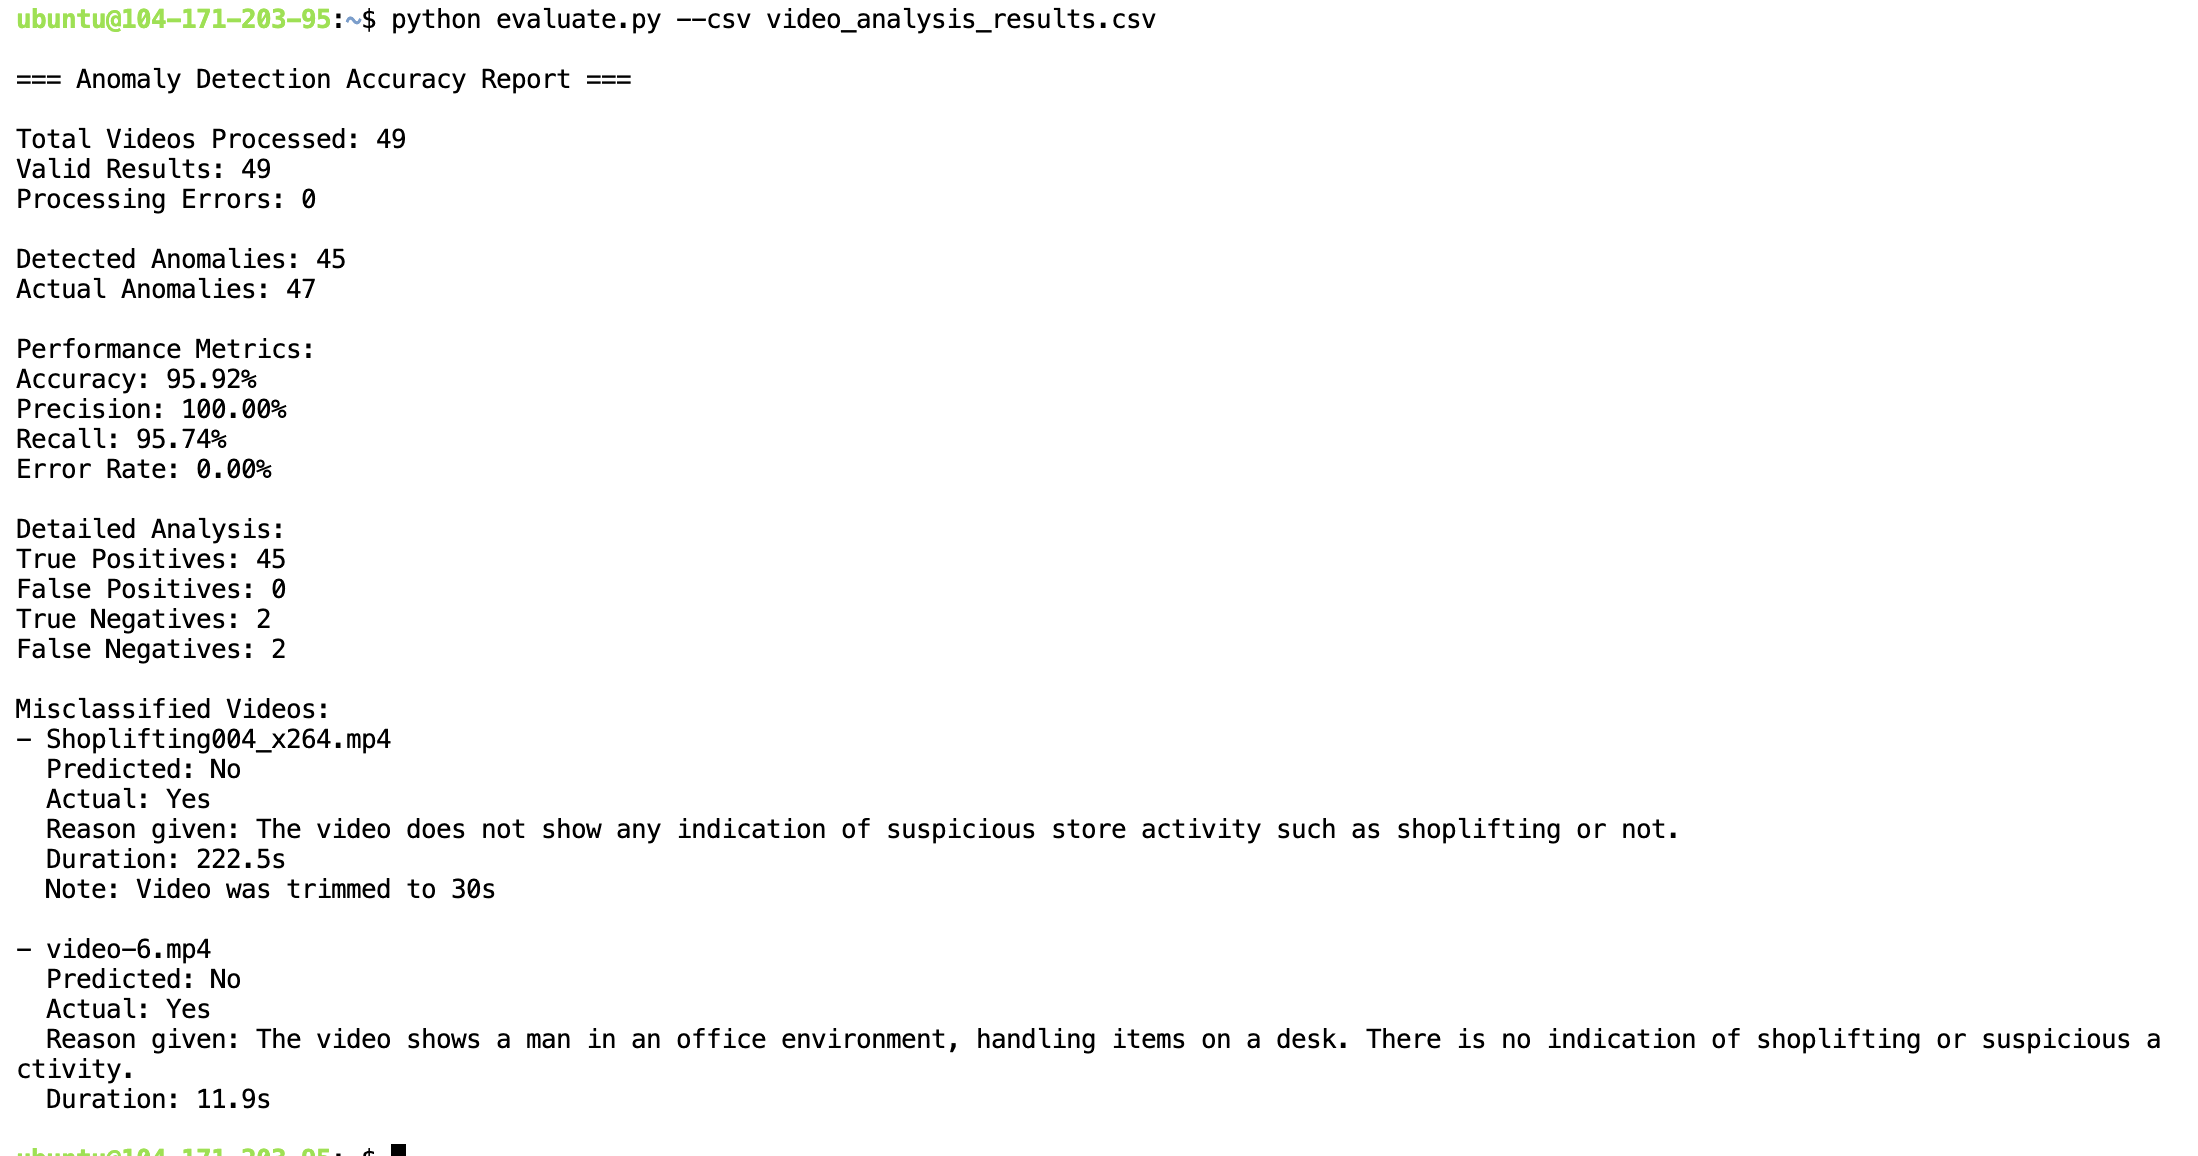 ubuntu@104-171-203-95:~$ python evaluate.py --csv video_analysis_results.csv
=== Anomaly Detection Accuracy Report ===
Total Videos Processed: 49
Valid Results: 49
Processing Errors: 0
Detected Anomalies: 45
Actual Anomalies: 47
Performance Metrics:
Accuracy: 95.92%
Precision: 100.00%
Recall: 95.74%
Error Rate: 0.00%
Detailed Analysis:
True Positives: 45
False Positives: 0
True Negatives: 2
False Negatives: 2
Misclassified Videos:
- Shoplifting004_x264.mp4
Predicted: No
Actual: Yes
Reason given: The video does not show any indication of suspicious store activity such as shoplifting or not.
Duration: 222.5s
Note: Video was trimmed to 30s
- video-6.mp4
Predicted: No
Actual: Yes
Reason given: The video shows a man in an office environment, handling items on a desk. There is no indication of shoplifting or suspicious a
ctivity.
Duration: 11.9s
ubuntu@104-171-203-95:~$